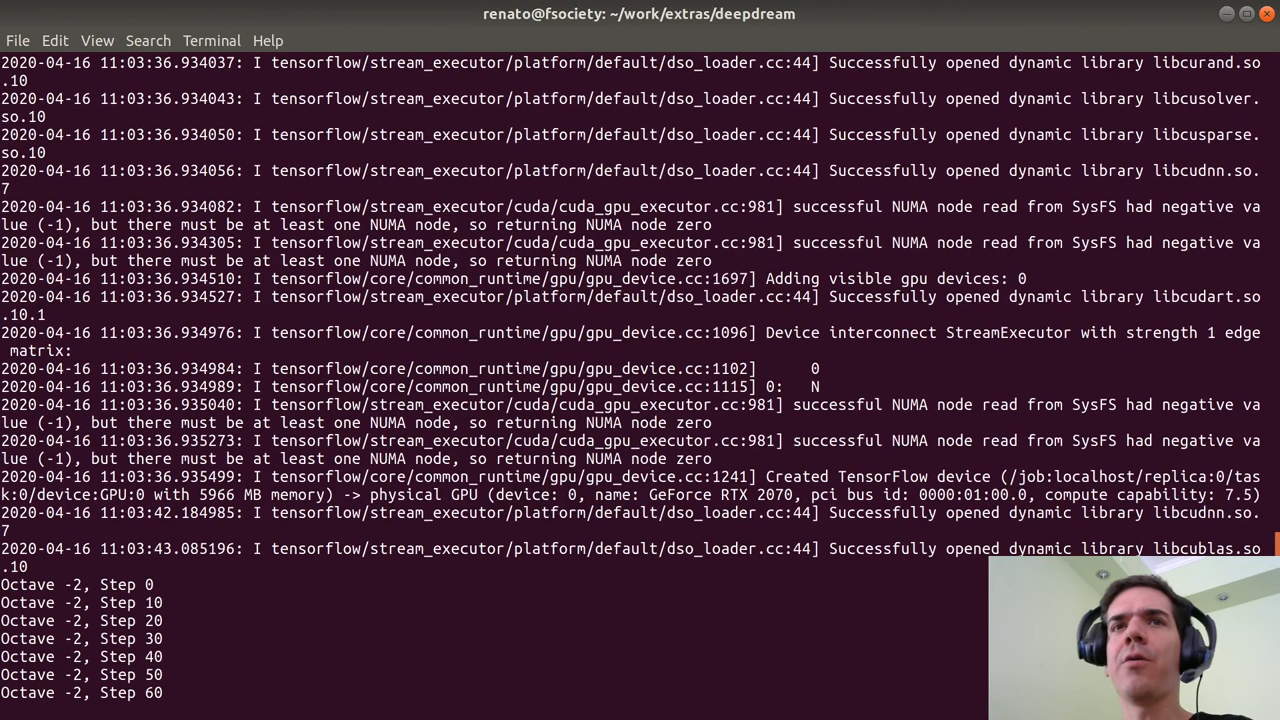 renato@fsociety: ~/work/extras/deepdream
File Edit View Search Terminal Help
2020-04-16 11:03:36.934037: I tensorflow/stream_executor/platform/default/dso_loader.cc:44] Successfully opened dynamic library libcurand.so
.10
2020-04-16 11:03:36.934043: I tensorflow/stream_executor/platform/default/dso_loader.cc:44] Successfully opened dynamic library libcusolver.
so.10
2020-04-16 11:03:36.934050: I tensorflow/stream_executor/platform/default/dso_loader.cc:44] Successfully opened dynamic library libcusparse.
so.10
2020-04-16 11:03:36.934056: I tensorflow/stream_executor/platform/default/dso_loader.cc:44] Successfully opened dynamic library libcudnn.so.
7
2020-04-16 11:03:36.934082: I tensorflow/stream_executor/cuda/cuda_gpu_executor.cc:981] successful NUMA node read from SysFS had negative va
lue (-1), but there must be at least one NUMA node, so returning NUMA node zero
2020-04-16 11:03:36.934305: I tensorflow/stream_executor/cuda/cuda_gpu_executor.cc:981] successful NUMA node read from SysFS had negative va
lue (-1), but there must be at least one NUMA node, so returning NUMA node zero
2020-04-16 11:03:36.934510: I tensorflow/core/common_runtime/gpu/gpu_device.cc:1697] Adding visible gpu devices: 0
2020-04-16 11:03:36.934527: I tensorflow/stream_executor/platform/default/dso_loader.cc:44] Successfully opened dynamic library libcudart.so
.10.1
2020-04-16 11:03:36.934976: I tensorflow/core/common_runtime/gpu/gpu_device.cc:1096] Device interconnect StreamExecutor with strength 1 edge
 matrix:
2020-04-16 11:03:36.934984: I tensorflow/core/common_runtime/gpu/gpu_device.cc:1102]      0
2020-04-16 11:03:36.934989: I tensorflow/core/common_runtime/gpu/gpu_device.cc:1115] 0:   N
2020-04-16 11:03:36.935040: I tensorflow/stream_executor/cuda/cuda_gpu_executor.cc:981] successful NUMA node read from SysFS had negative va
lue (-1), but there must be at least one NUMA node, so returning NUMA node zero
2020-04-16 11:03:36.935273: I tensorflow/stream_executor/cuda/cuda_gpu_executor.cc:981] successful NUMA node read from SysFS had negative va
lue (-1), but there must be at least one NUMA node, so returning NUMA node zero
2020-04-16 11:03:36.935499: I tensorflow/core/common_runtime/gpu/gpu_device.cc:1241] Created TensorFlow device (/job:localhost/replica:0/tas
k:0/device:GPU:0 with 5966 MB memory) -> physical GPU (device: 0, name: GeForce RTX 2070, pci bus id: 0000:01:00.0, compute capability: 7.5)
2020-04-16 11:03:42.184985: I tensorflow/stream_executor/platform/default/dso_loader.cc:44] Successfully opened dynamic library libcudnn.so.
7
2020-04-16 11:03:43.085196: I tensorflow/stream_executor/platform/default/dso_loader.cc:44] Successfully opened dynamic library libcublas.so
.10
Octave -2, Step 0
Octave -2, Step 10
Octave -2, Step 20
Octave -2, Step 30
Octave -2, Step 40
Octave -2, Step 50
Octave -2, Step 60